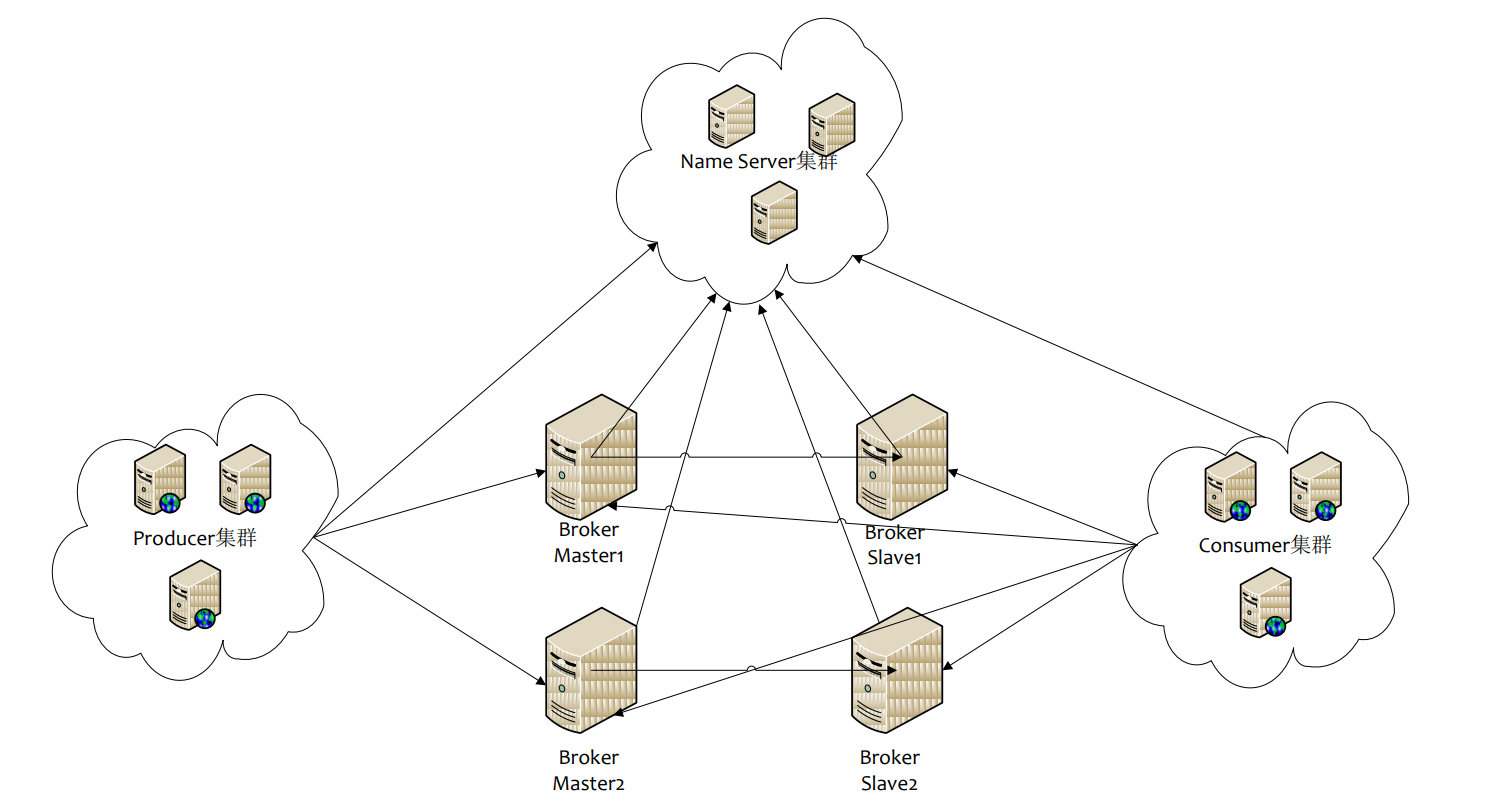 Name Server集群
Producer集群
Broker
Master1
Broker
Slave1
Consumer集群
Broker
Master2
Broker
Slave2